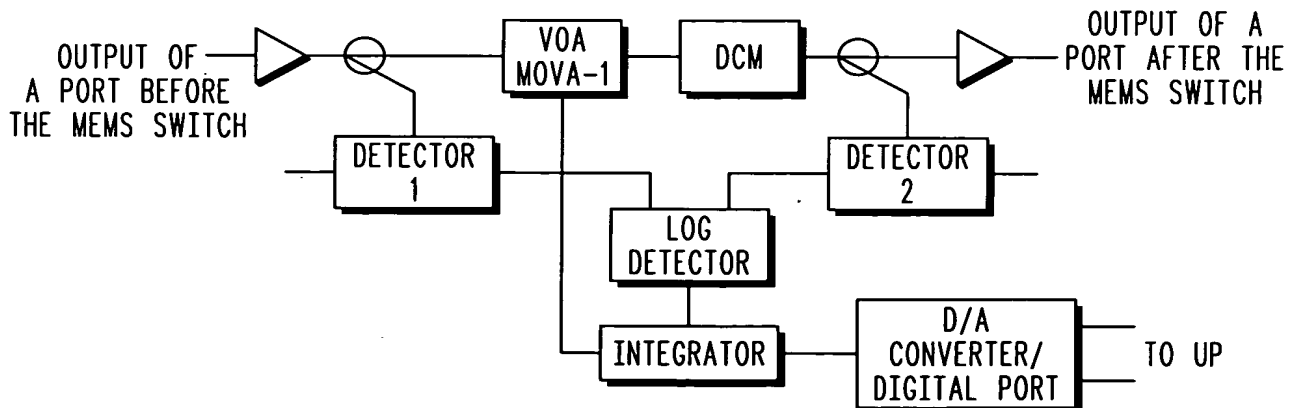 OUTPUT OF
A PORT BEFORE
THE MEMS SWITCH
VOA
MOVA-1
DCM
OUTPUT OF A
PORT AFTER THE
MEMS SWITCH
DETECTOR
1
DETECTOR
2
LOG
DETECTOR
INTEGRATOR
D/A
CONVERTER/
DIGITAL PORT
TO UP